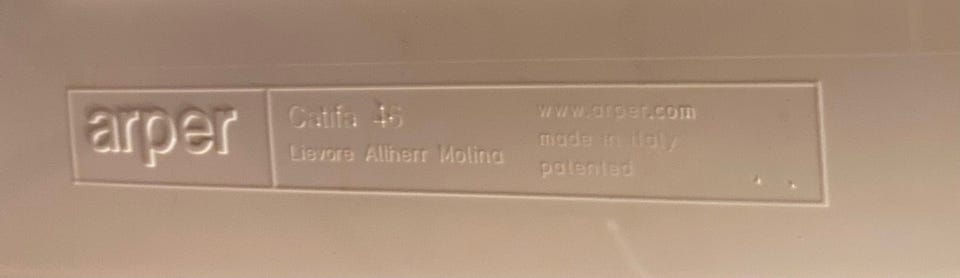 arper
Catifa 46
Lievore Altherr Molina
www.arper.com
made in italy
patented